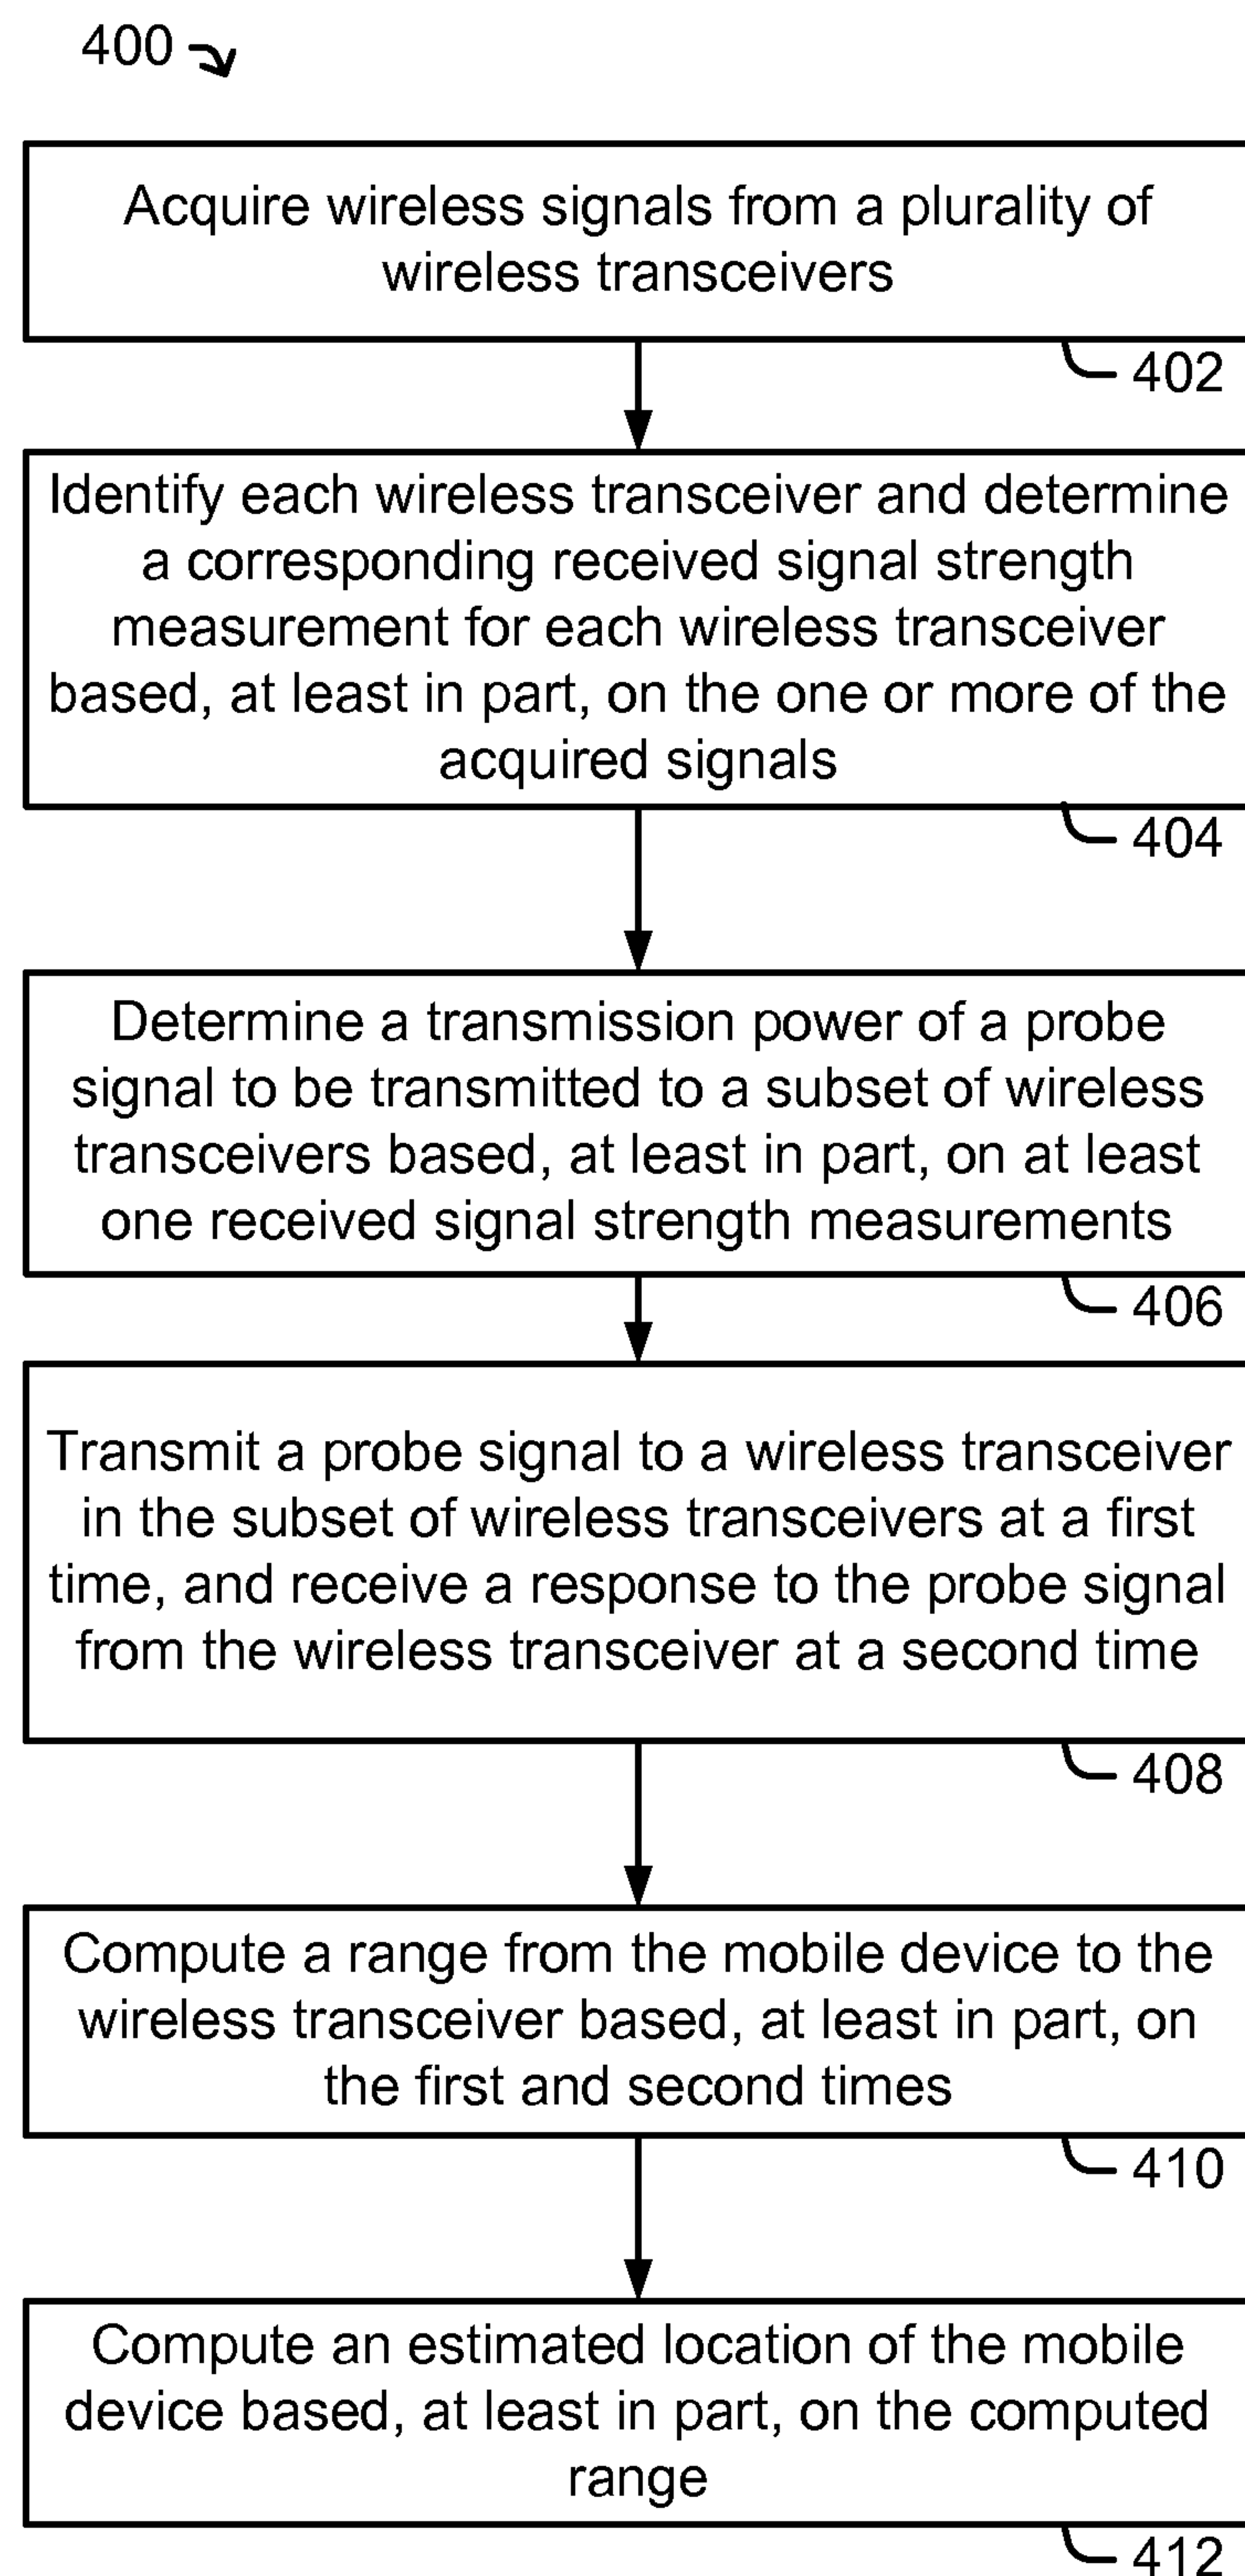 400
Acquire wireless signals from a plurality of
wireless transceivers
402
Identify each wireless transceiver and determine
a corresponding received signal strength
measurement for each wireless transceiver
based, at least in part, on the one or more of the
acquired signals
404
Determine a transmission power of a probe
signal to be transmitted to a subset of wireless
transceivers based, at least in part, on at least
one received signal strength measurements
406
Transmit a probe signal to a wireless transceiver
in the subset of wireless transceivers at a first
time, and receive a response to the probe signal
from the wireless transceiver at a second time
408
Compute a range from the mobile device to the
wireless transceiver based, at least in part, on
the first and second times
410
Compute an estimated location of the mobile
device based, at least in part, on the computed
range
412